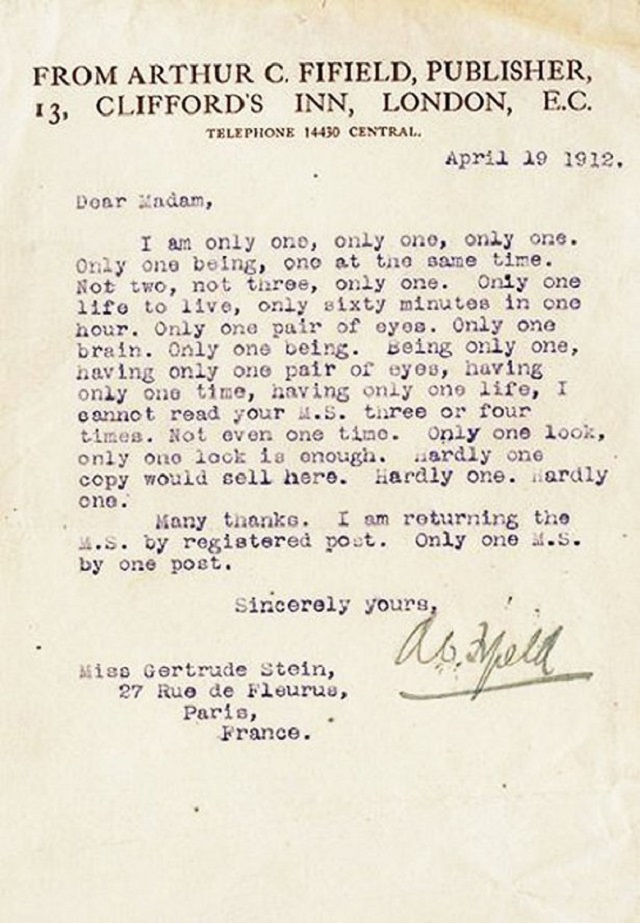 FROM ARTHUR C. FIFIELD, PUBLISHER,
13, CLIFFORD'S INN, LONDON, E.C.
TELEPHONE 14430 CENTRAL.
April 19 1912.
Dear Madam,
I am only one, only one, only one.
Only one being, one at the same time.
Not two, not three, only one. Only one
life to live, only sixty minutes in one
hour. Only one pair of eyes. Only one
brain. Only one being. Being only one,
having only one pair of eyes, having
only one time, having only one life, I
cannot read your M.S. three or four
times. Not even one time. Only one look,
only one look is enough. Hardly one
copy would sell here. Hardly one. Hardly
one.
Many thanks. I am returning the
M.S. by registered post. Only one M.S.
by one post.
Sincerely yours,
A. C. Fifield
Miss Gertrude Stein,
27 Rue de Fleurus,
Paris,
France.